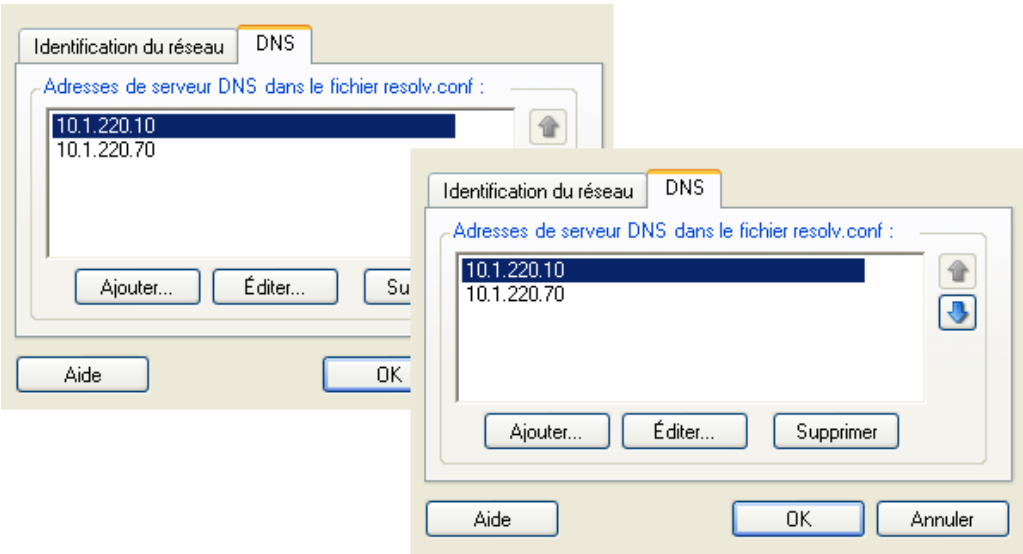 Identification du réseau DNS
Adresses de serveur DNS dans le fichier resolv.conf :
10.1.220.10
10.1.220.70
Ajouter... Éditer... Su
Aide OK
Identification du réseau DNS
Adresses de serveur DNS dans le fichier resolv.conf :
10.1.220.10
10.1.220.70
Ajouter... Éditer... Supprimer
Aide OK Annuler